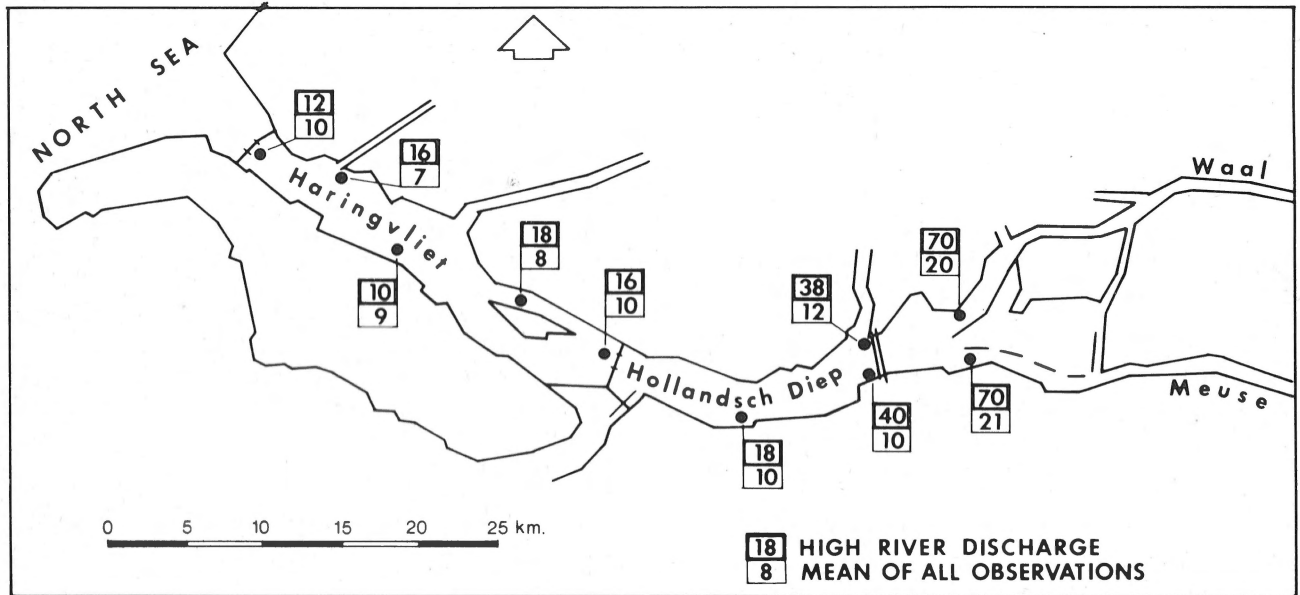 NORTH SEA
12
10
16
7
Haringvliet
10
9
18
8
16
10
Hollandsch Diep
18
10
38
12
40
10
70
20
70
21
Waal
Meuse
0 5 10 15 20 25 km.
18 HIGH RIVER DISCHARGE
8 MEAN OF ALL OBSERVATIONS